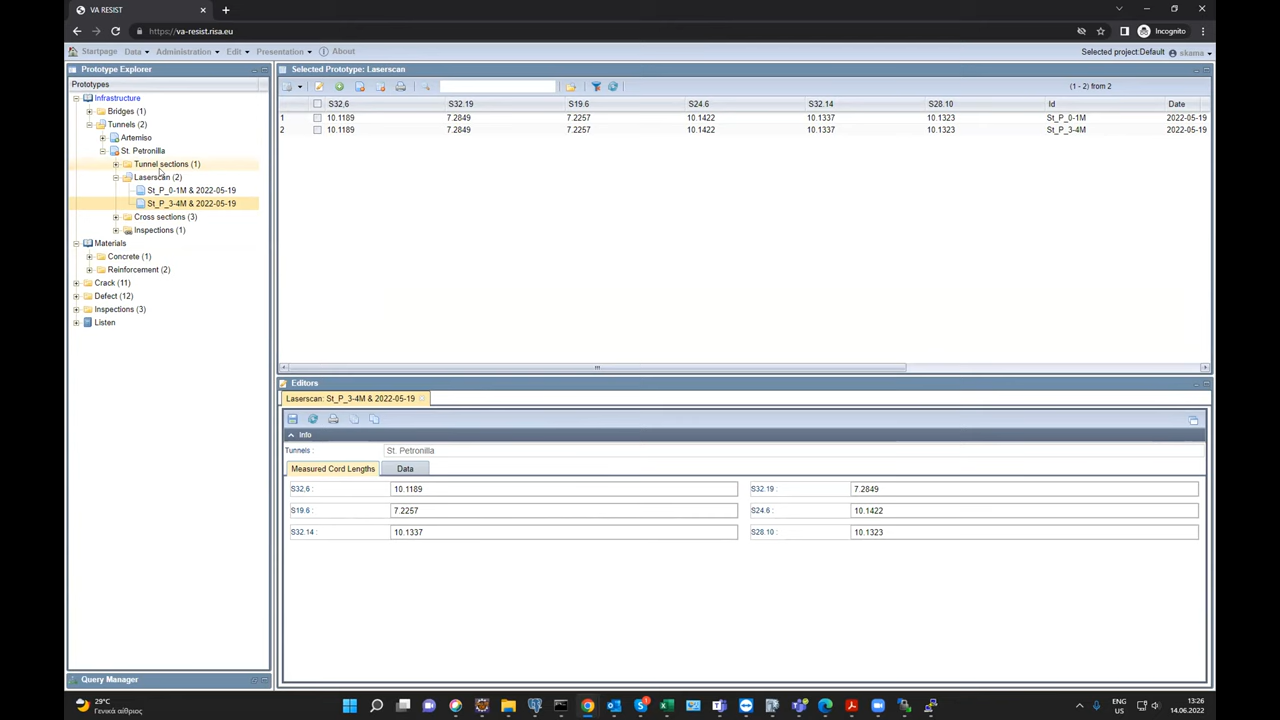 VA RESIST
https://va-resist.risa.eu
Incognito
Startpage Data Administration Edit Presentation About
Selected project:Default skama
Prototype Explorer
Prototypes
Infrastructure
Bridges (1)
Tunnels (2)
Artemiso
St. Petronilla
Tunnel sections (1)
Laserscan (2)
St_P_0-1M & 2022-05-19
St_P_3-4M & 2022-05-19
Cross sections (3)
Inspections (1)
Materials
Concrete (1)
Reinforcement (2)
Crack (11)
Defect (12)
Inspections (3)
Listen
Query Manager
Selected Prototype: Laserscan
(1 - 2) from 2
S32.6 S32.19 S19.6 S24.6 S32.14 S28.10 Id Date
1 10.1189 7.2849 7.2257 10.1422 10.1337 10.1323 St_P_0-1M 2022-05-19
2 10.1189 7.2849 7.2257 10.1422 10.1337 10.1323 St_P_3-4M 2022-05-19
Editors
Laserscan: St_P_3-4M & 2022-05-19
Info
Tunnels : St. Petronilla
Measured Cord Lengths Data
S32,6 : 10.1189 S32.19 : 7.2849
S19.6 : 7.2257 S24.6 : 10.1422
S32.14 : 10.1337 S28.10 : 10.1323
29°C
Γενικά αίθριος
ENG
US
13:26
14.06.2022